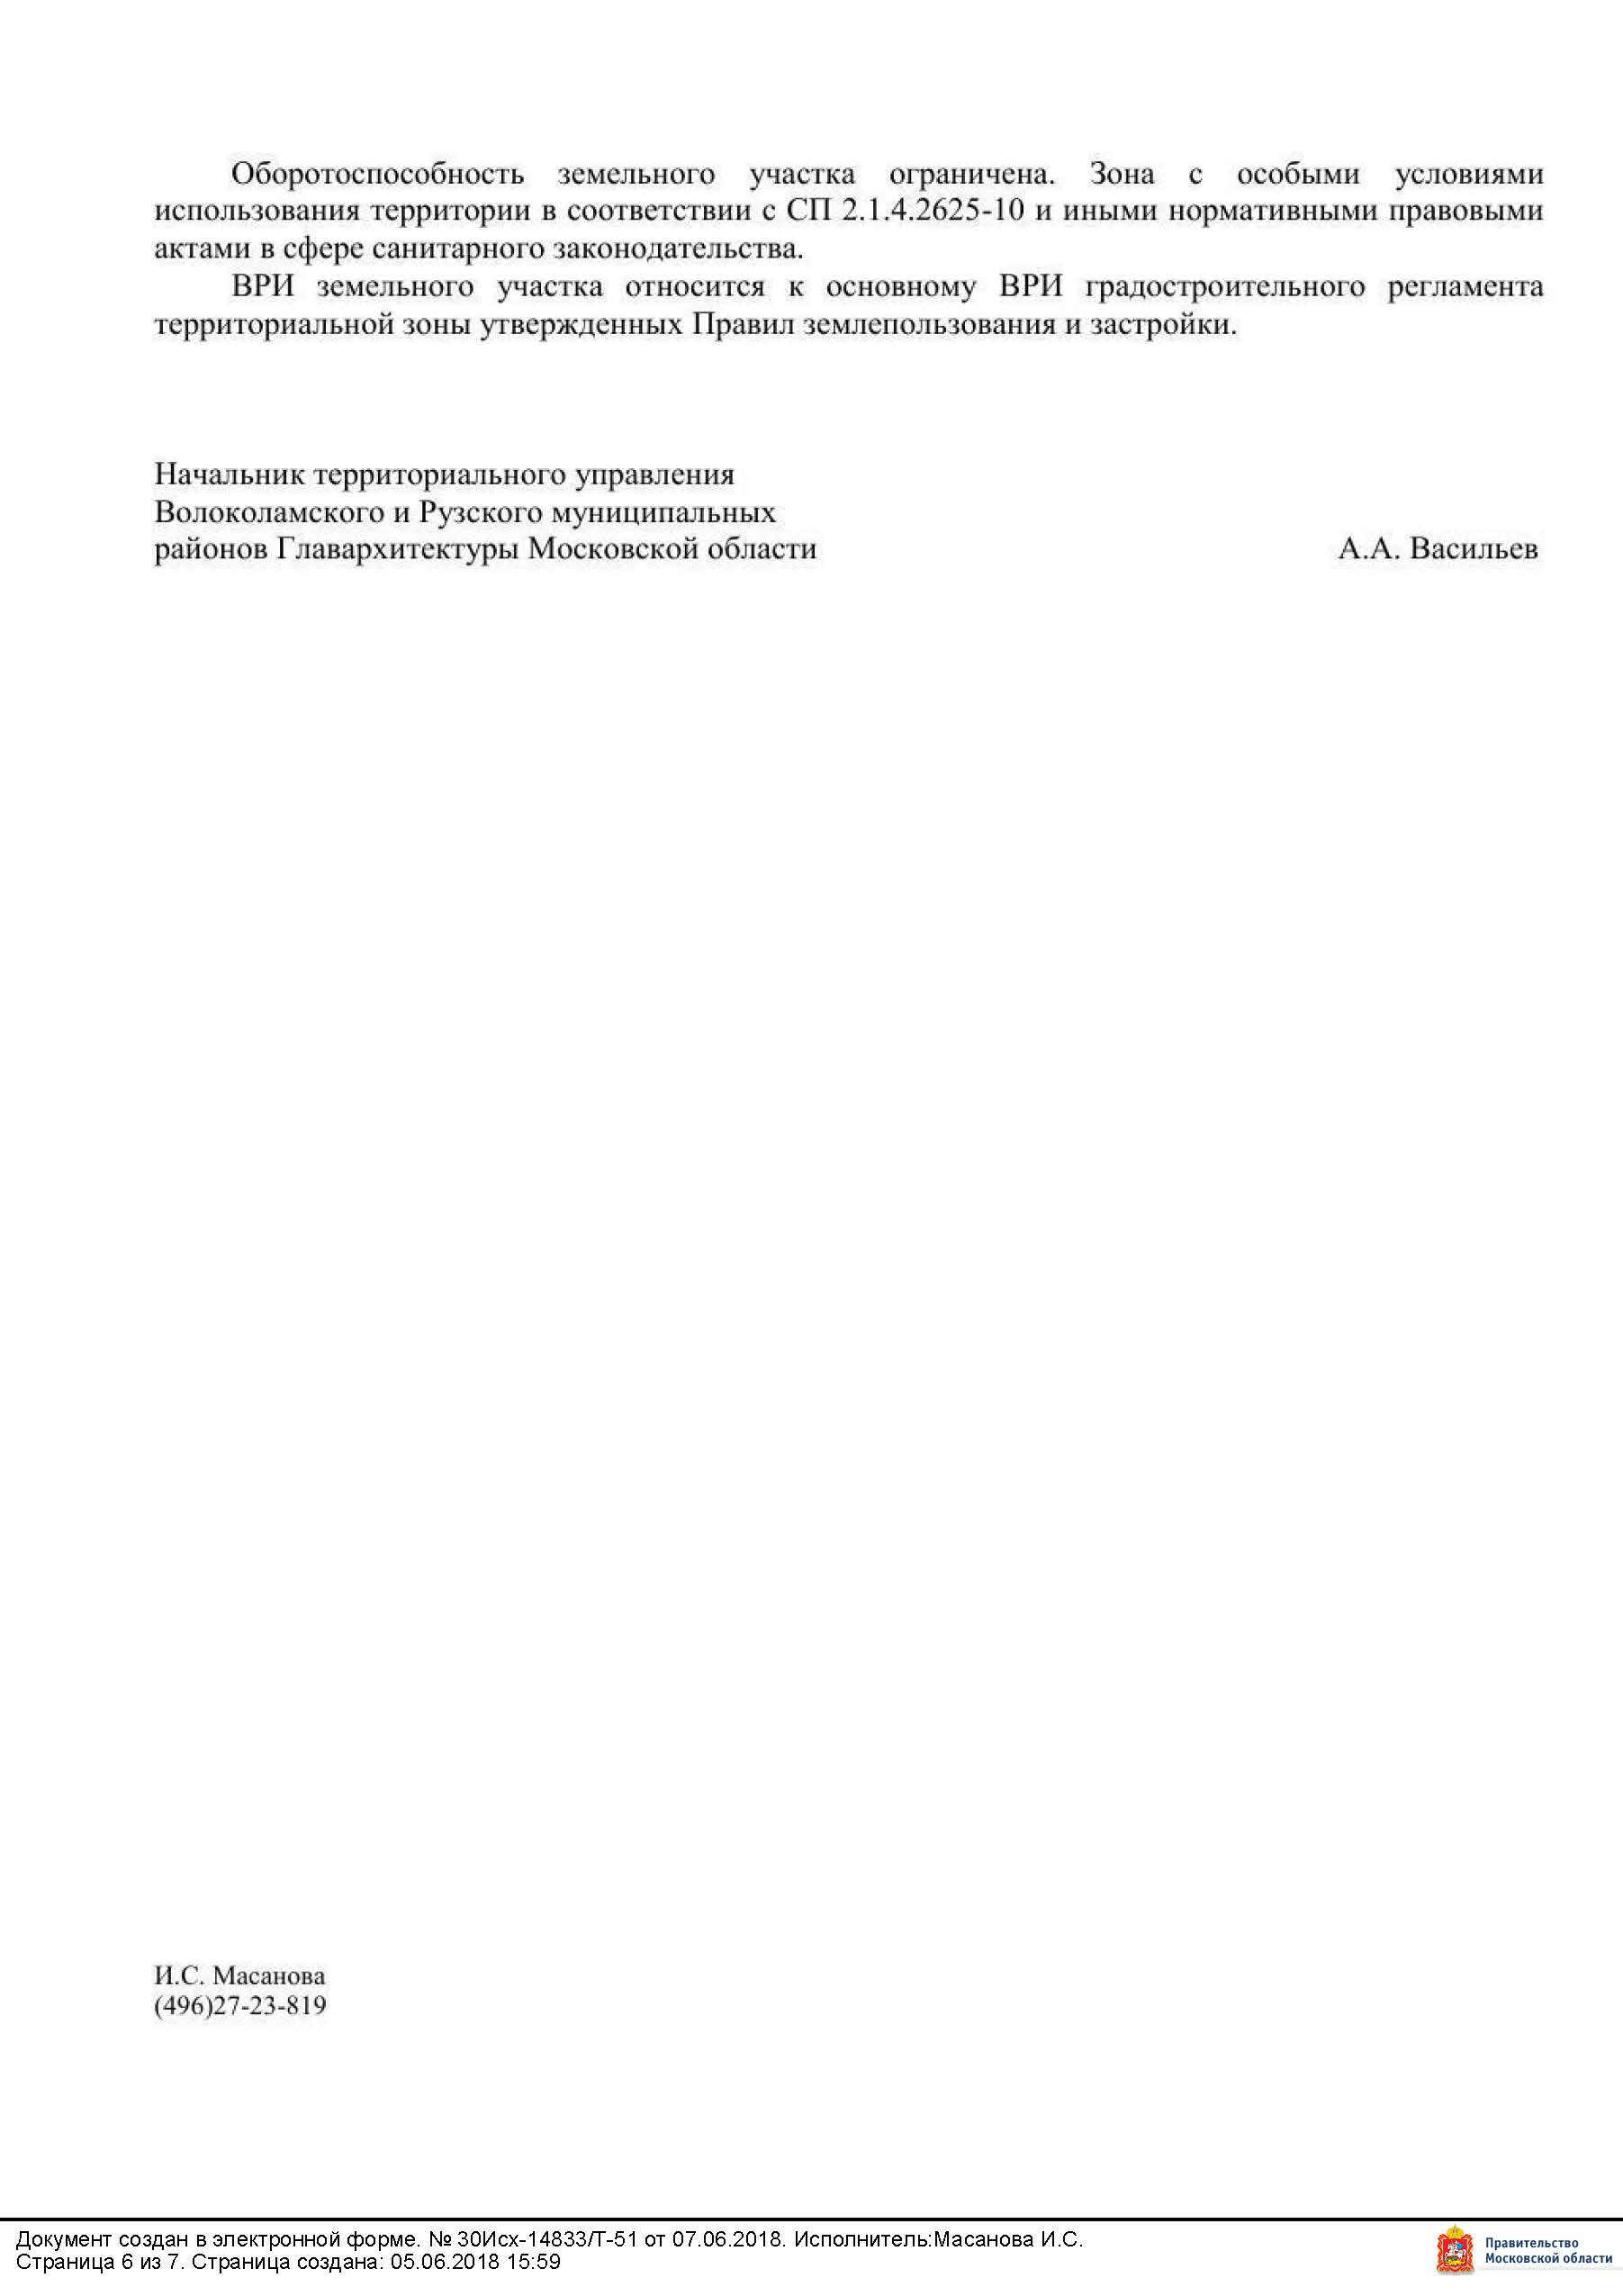 Оборотоспособность земельного участка ограничена. Зона с особыми условиями
использования территории в соответствии с СП 2.1.4.2625-10 и иными нормативными правовыми
актами в сфере санитарного законодательства.
ВРИ земельного участка относится к основному ВРИ градостроительного регламента
территориальной зоны утвержденных Правил землепользования и застройки.
Начальник территориального управления
Волоколамского и Рузского муниципальных
районов Главархитектуры Московской области А.А. Васильев
И.С. Масанова
(496)27-23-819
Документ создан в электронной форме. № 30Исх-14833/Т-51 от 07.06.2018. Исполнитель:Масанова И.С.
Страница 6 из 7. Страница создана: 05.06.2018 15:59
Правительство
Московской области